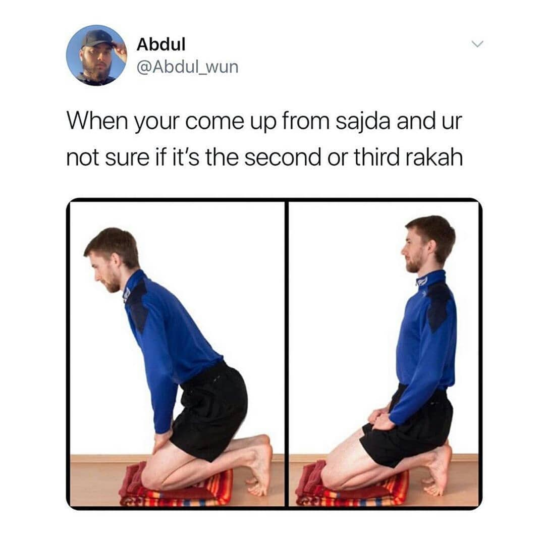 Abdul
@Abdul_wun
When your come up from sajda and ur
not sure if it's the second or third rakah